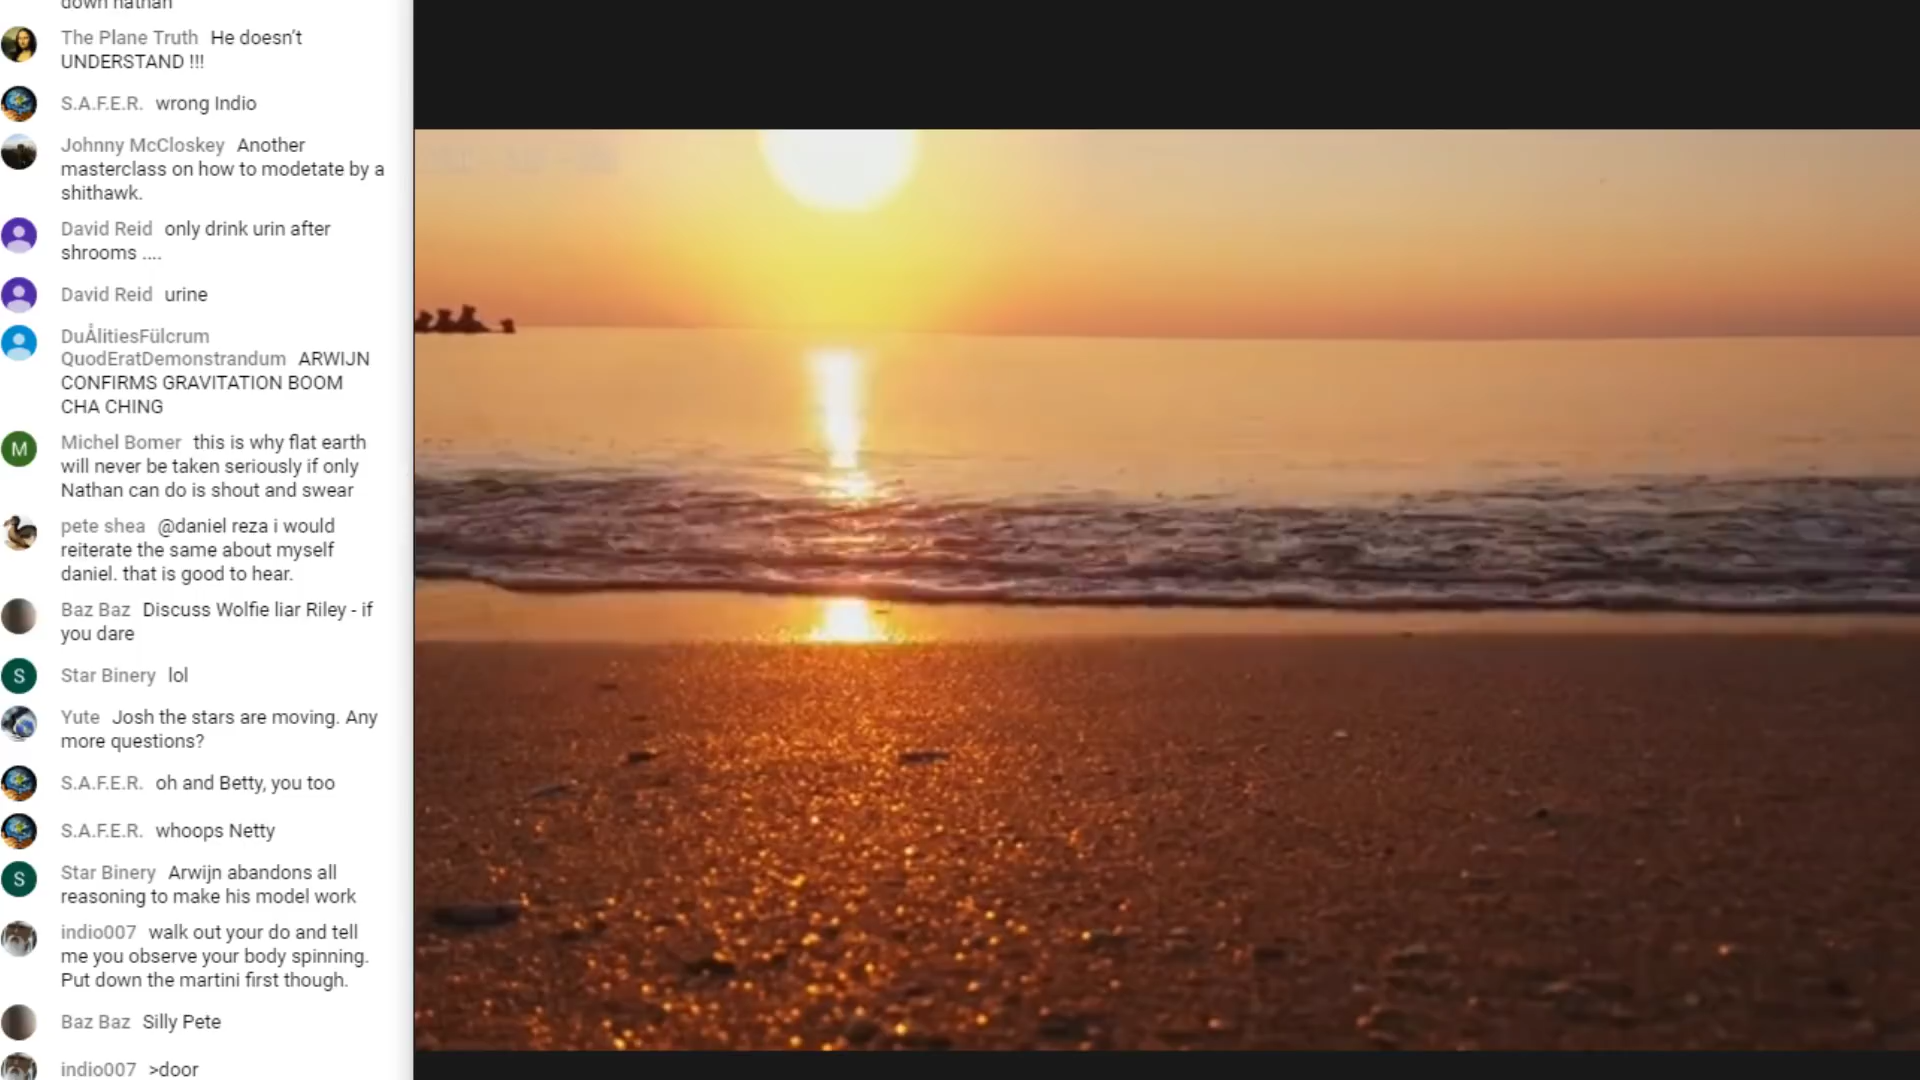 down nathan
The Plane Truth He doesn't
UNDERSTAND !!!
S.A.F.E.R. wrong Indio
Johnny McCloskey Another
masterclass on how to modetate by a
shithawk.
David Reid only drink urin after
shrooms ....
David Reid urine
DuÅlitiesFülcrum
QuodEratDemonstrandum ARWIJN
CONFIRMS GRAVITATION BOOM
CHA CHING
M
Michel Bomer this is why flat earth
will never be taken seriously if only
Nathan can do is shout and swear
pete shea @daniel reza i would
reiterate the same about myself
daniel. that is good to hear.
Baz Baz Discuss Wolfie liar Riley - if
you dare
S
Star Binery lol
Yute Josh the stars are moving. Any
more questions?
S.A.F.E.R. oh and Betty, you too
S.A.F.E.R. whoops Netty
S
Star Binery Arwijn abandons all
reasoning to make his model work
indio007 walk out your do and tell
me you observe your body spinning.
Put down the martini first though.
Baz Baz Silly Pete
indio007 >door